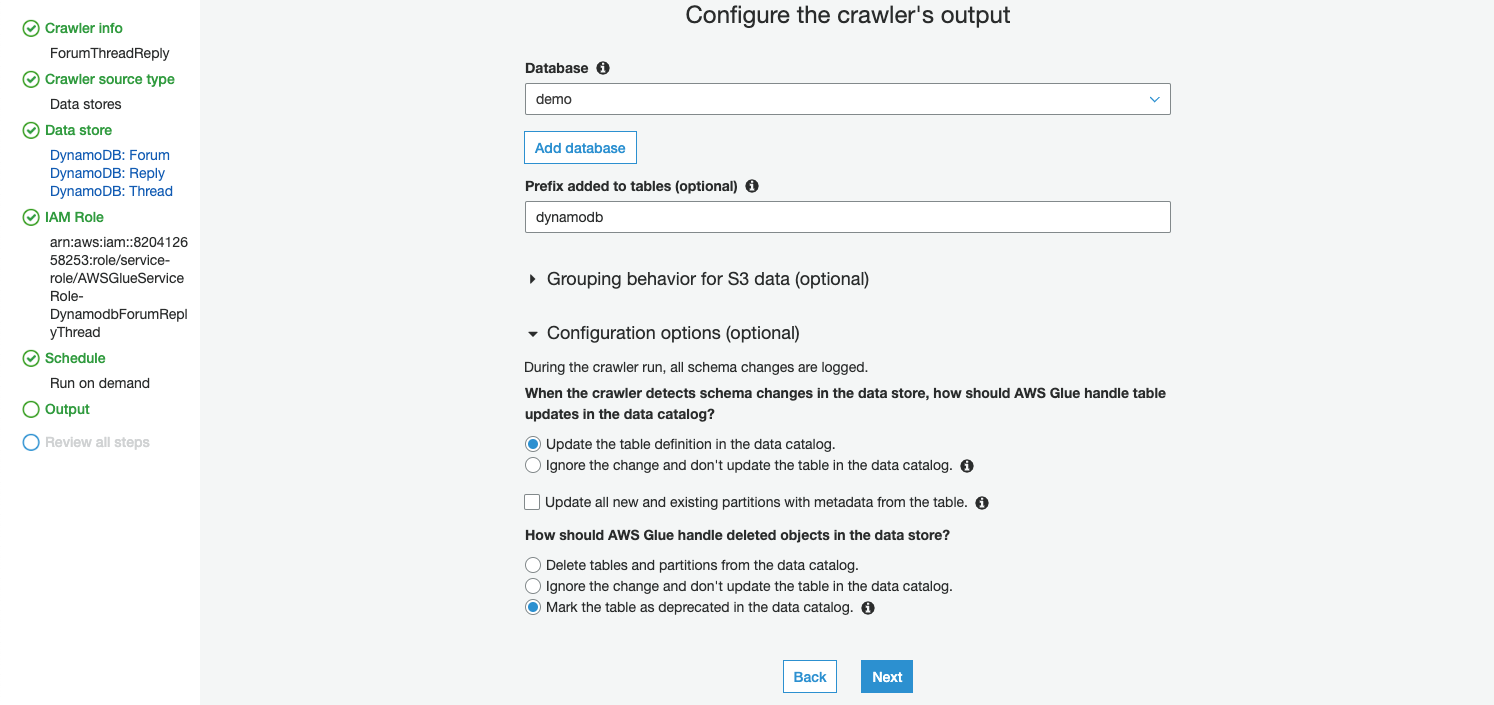 Crawler info
ForumThreadReply
Crawler source type
Data stores
Data store
DynamoDB: Forum
DynamoDB: Reply
DynamoDB: Thread
IAM Role
arn:aws:iam::8204126
58253:role/service-
role/AWSGlueService
Role-
DynamodbForumRepl
yThread
Schedule
Run on demand
Output
Review all steps
Configure the crawler's output
Database
demo
Add database
Prefix added to tables (optional)
dynamodb
Grouping behavior for S3 data (optional)
Configuration options (optional)
During the crawler run, all schema changes are logged.
When the crawler detects schema changes in the data store, how should AWS Glue handle table
updates in the data catalog?
Update the table definition in the data catalog.
Ignore the change and don't update the table in the data catalog.
Update all new and existing partitions with metadata from the table.
How should AWS Glue handle deleted objects in the data store?
Delete tables and partitions from the data catalog.
Ignore the change and don't update the table in the data catalog.
Mark the table as deprecated in the data catalog.
Back
Next